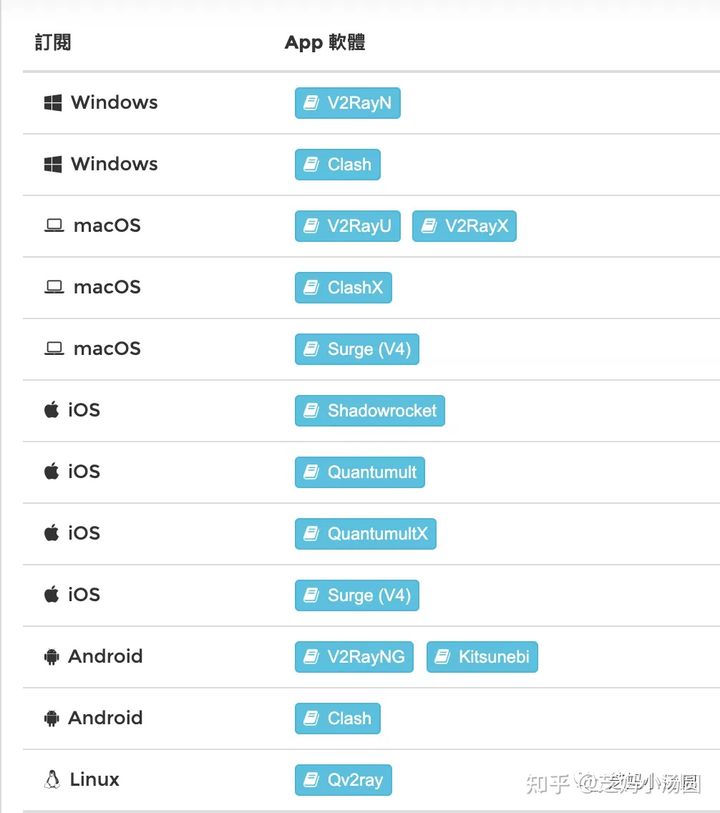 訂閱 App 軟體
Windows V2RayN
Windows Clash
macOS V2RayU V2RayX
macOS ClashX
macOS Surge (V4)
iOS Shadowrocket
iOS Quantumult
iOS QuantumultX
iOS Surge (V4)
Android V2RayNG Kitsunebi
Android Clash
Linux Qv2ray
知乎 @芝妈小汤圆